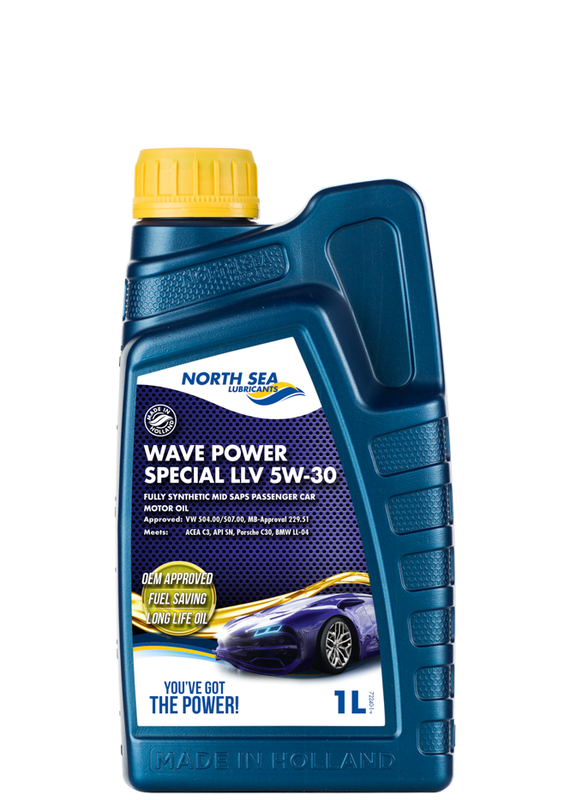 NORTH SEA
NORTH SEA
LUBRICANTS
MADE IN
HOLLAND
WAVE POWER
SPECIAL LLV 5W-30
FULLY SYNTHETIC MID SAPS PASSENGER CAR
MOTOR OIL
Approved: VW 504.00/507.00, MB-Approval 229.51
Meets: ACEA C3, API SN, Porsche C30, BMW LL-04
OEM APPROVED
FUEL SAVING
LONG LIFE OIL
YOU'VE GOT
THE POWER!
1L
MADE IN HOLLAND